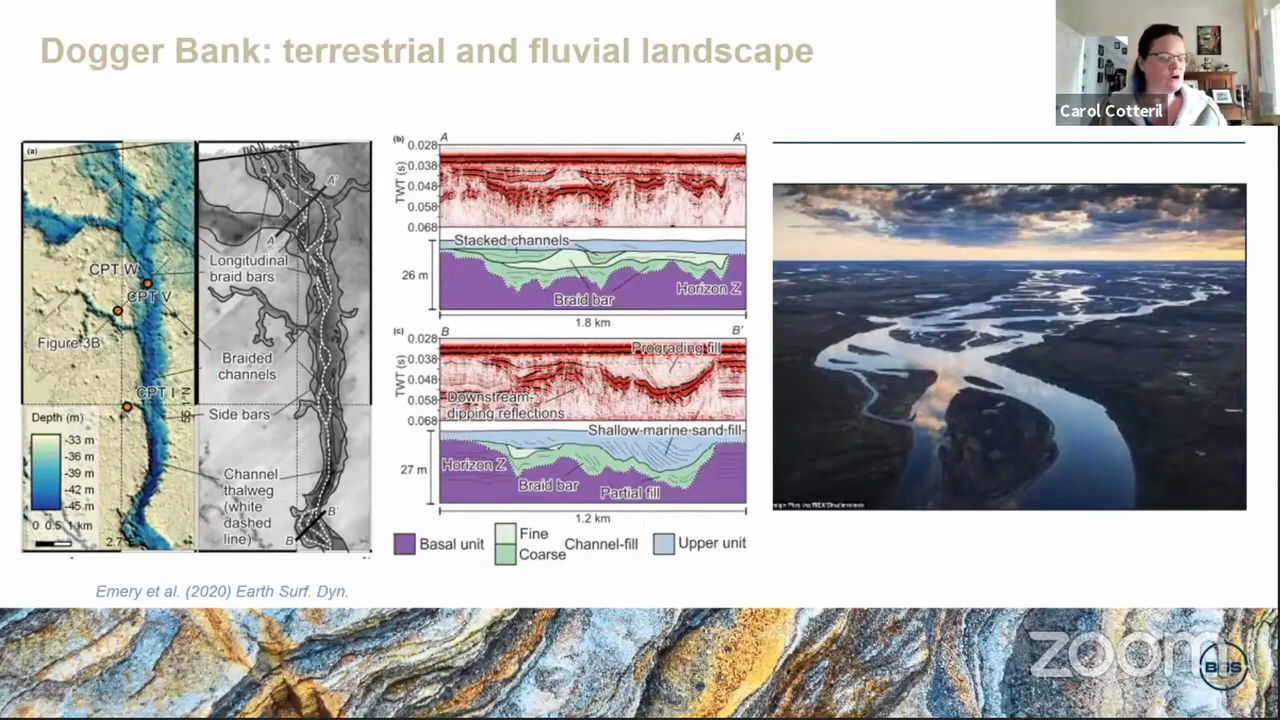 Dogger Bank: terrestrial and fluvial landscape
Carol Cotteril
(a)
CPT W
CPT V
Figure 3B
CPT I
Depth (m)
-33 m
-36 m
-39 m
-42 m
-45 m
0 0.5 1 km
A'
A
Longitudinal
braid bars
Braided
channels
Side bars
Channel
thalweg
(white
dashed
line)
B'
B
(b)
A
A'
0.028
0.038
0.048
0.058
0.068
TWT (s)
Stacked channels
26 m
Braid bar
Horizon Z
1.8 km
(c)
B
B'
0.028
0.038
0.048
0.058
0.068
TWT (s)
Prograding fill
Downstream-
dipping reflections
Shallow marine sand fill
27 m
Horizon Z
Braid bar
Partial fill
1.2 km
Basal unit
Fine
Coarse
Channel-fill
Upper unit
Emery et al. (2020) Earth Surf. Dyn.
zoom
BGS